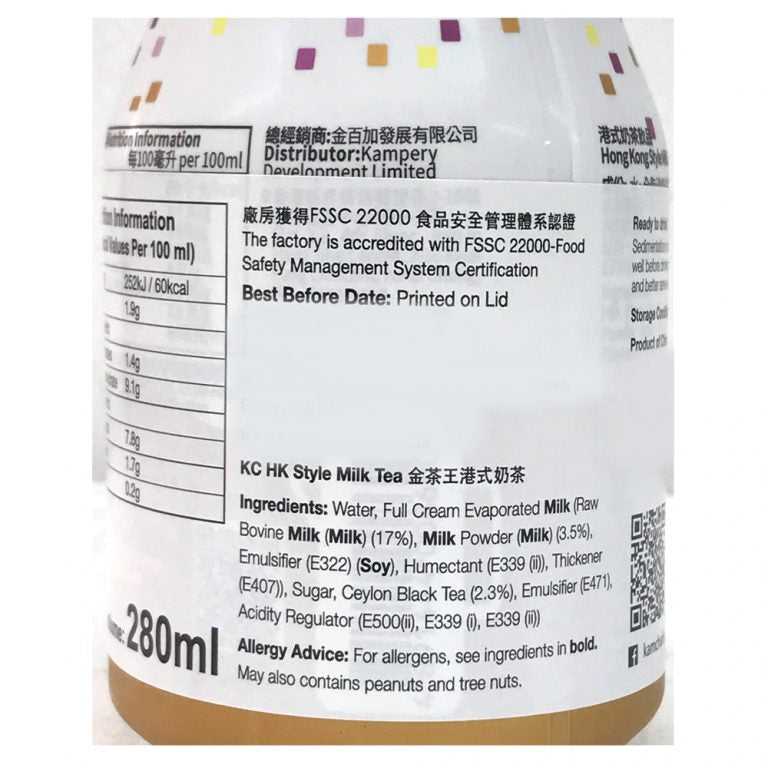 Nutrition Information
每100毫升 per 100ml
總經銷商:金百加發展有限公司
Distributor:Kampery
Development Limited
港式奶茶飲品
Hong Kong Style
Information
Values Per 100 ml)
252kJ / 60kcal
1.9g
1.4g
9.1g
7.8g
1.7g
0.2g
280ml
廠房獲得FSSC 22000 食品安全管理體系認證
The factory is accredited with FSSC 22000-Food
Safety Management System Certification
Best Before Date: Printed on Lid
KC HK Style Milk Tea 金茶王港式奶茶
Ingredients: Water, Full Cream Evaporated Milk (Raw
Bovine Milk (Milk) (17%), Milk Powder (Milk) (3.5%),
Emulsifier (E322) (Soy), Humectant (E339 (ii)), Thickener
(E407)), Sugar, Ceylon Black Tea (2.3%), Emulsifier (E471),
Acidity Regulator (E500(ii), E339 (i), E339 (ii))
Allergy Advice: For allergens, see ingredients in bold.
May also contains peanuts and tree nuts.
Ready to drink
Sedimentation
well before
and better
Storage
Product of